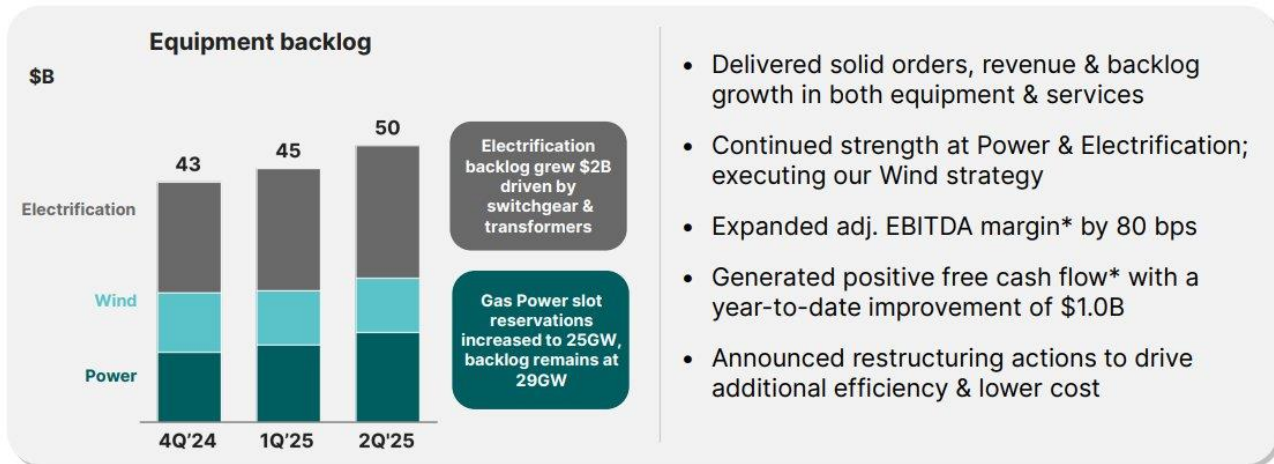 Equipment backlog
$B
43
45
50
Electrification
Wind
Power
4Q'24
1Q'25
2Q'25
Electrification
backlog grew $2B
driven by
switchgear &
transformers
Gas Power slot
reservations
increased to 25GW,
backlog remains at
29GW
• Delivered solid orders, revenue & backlog
growth in both equipment & services
• Continued strength at Power & Electrification;
executing our Wind strategy
• Expanded adj. EBITDA margin* by 80 bps
• Generated positive free cash flow* with a
year-to-date improvement of $1.0B
• Announced restructuring actions to drive
additional efficiency & lower cost